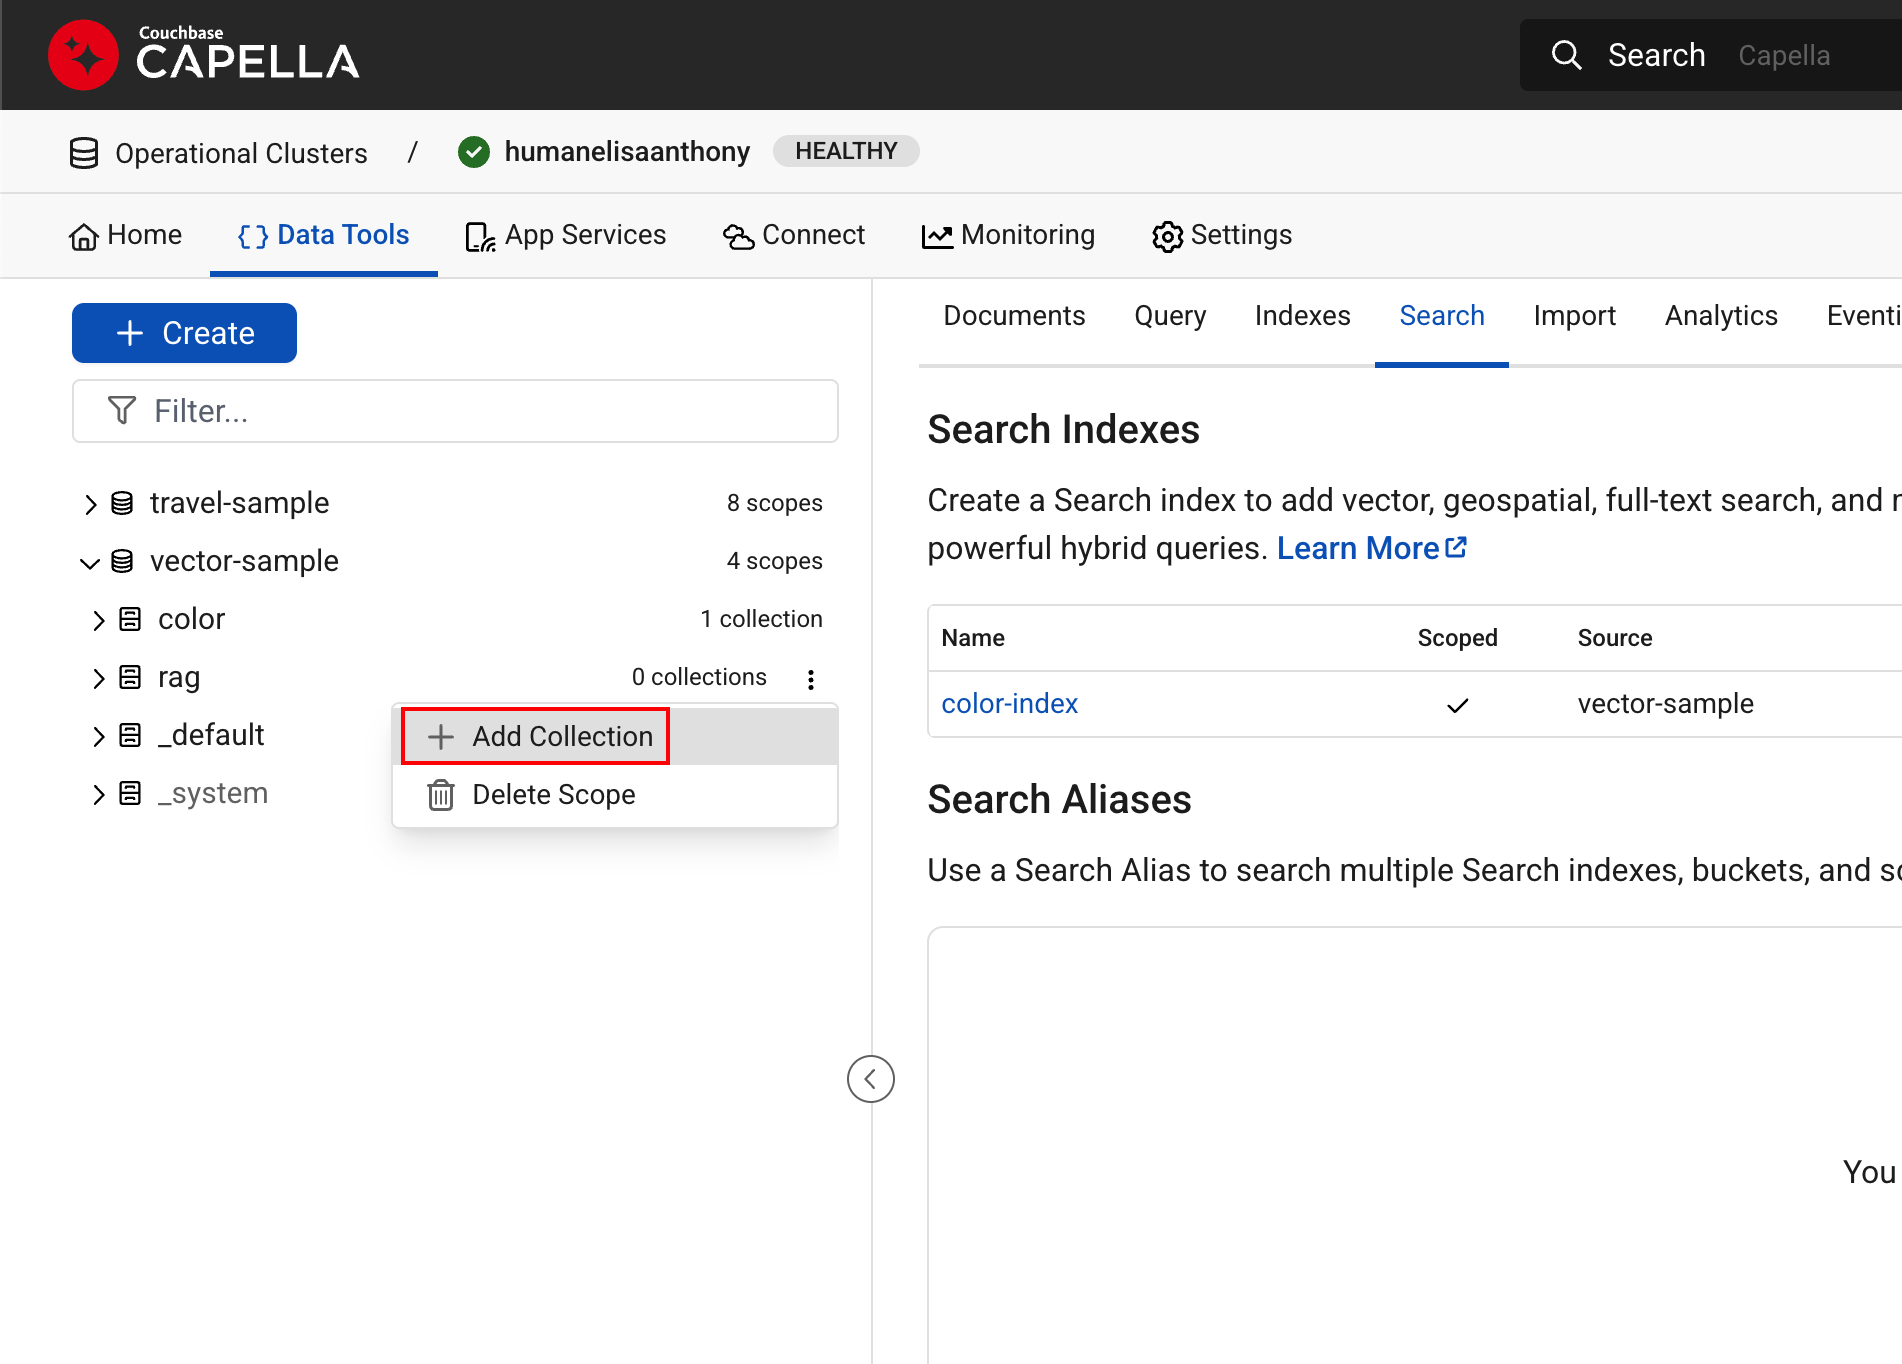 Couchbase
CAPELLA
Search Capella
Operational Clusters / humanelisaanthony HEALTHY
Home Data Tools App Services Connect Monitoring Settings
Create
Filter...
travel-sample 8 scopes
vector-sample 4 scopes
color 1 collection
rag 0 collections
_default
_system
Add Collection
Delete Scope
Documents Query Indexes Search Import Analytics Eventi
Search Indexes
Create a Search index to add vector, geospatial, full-text search, and
powerful hybrid queries. Learn More
Name Scoped Source
color-index vector-sample
Search Aliases
Use a Search Alias to search multiple Search indexes, buckets, and sc
You